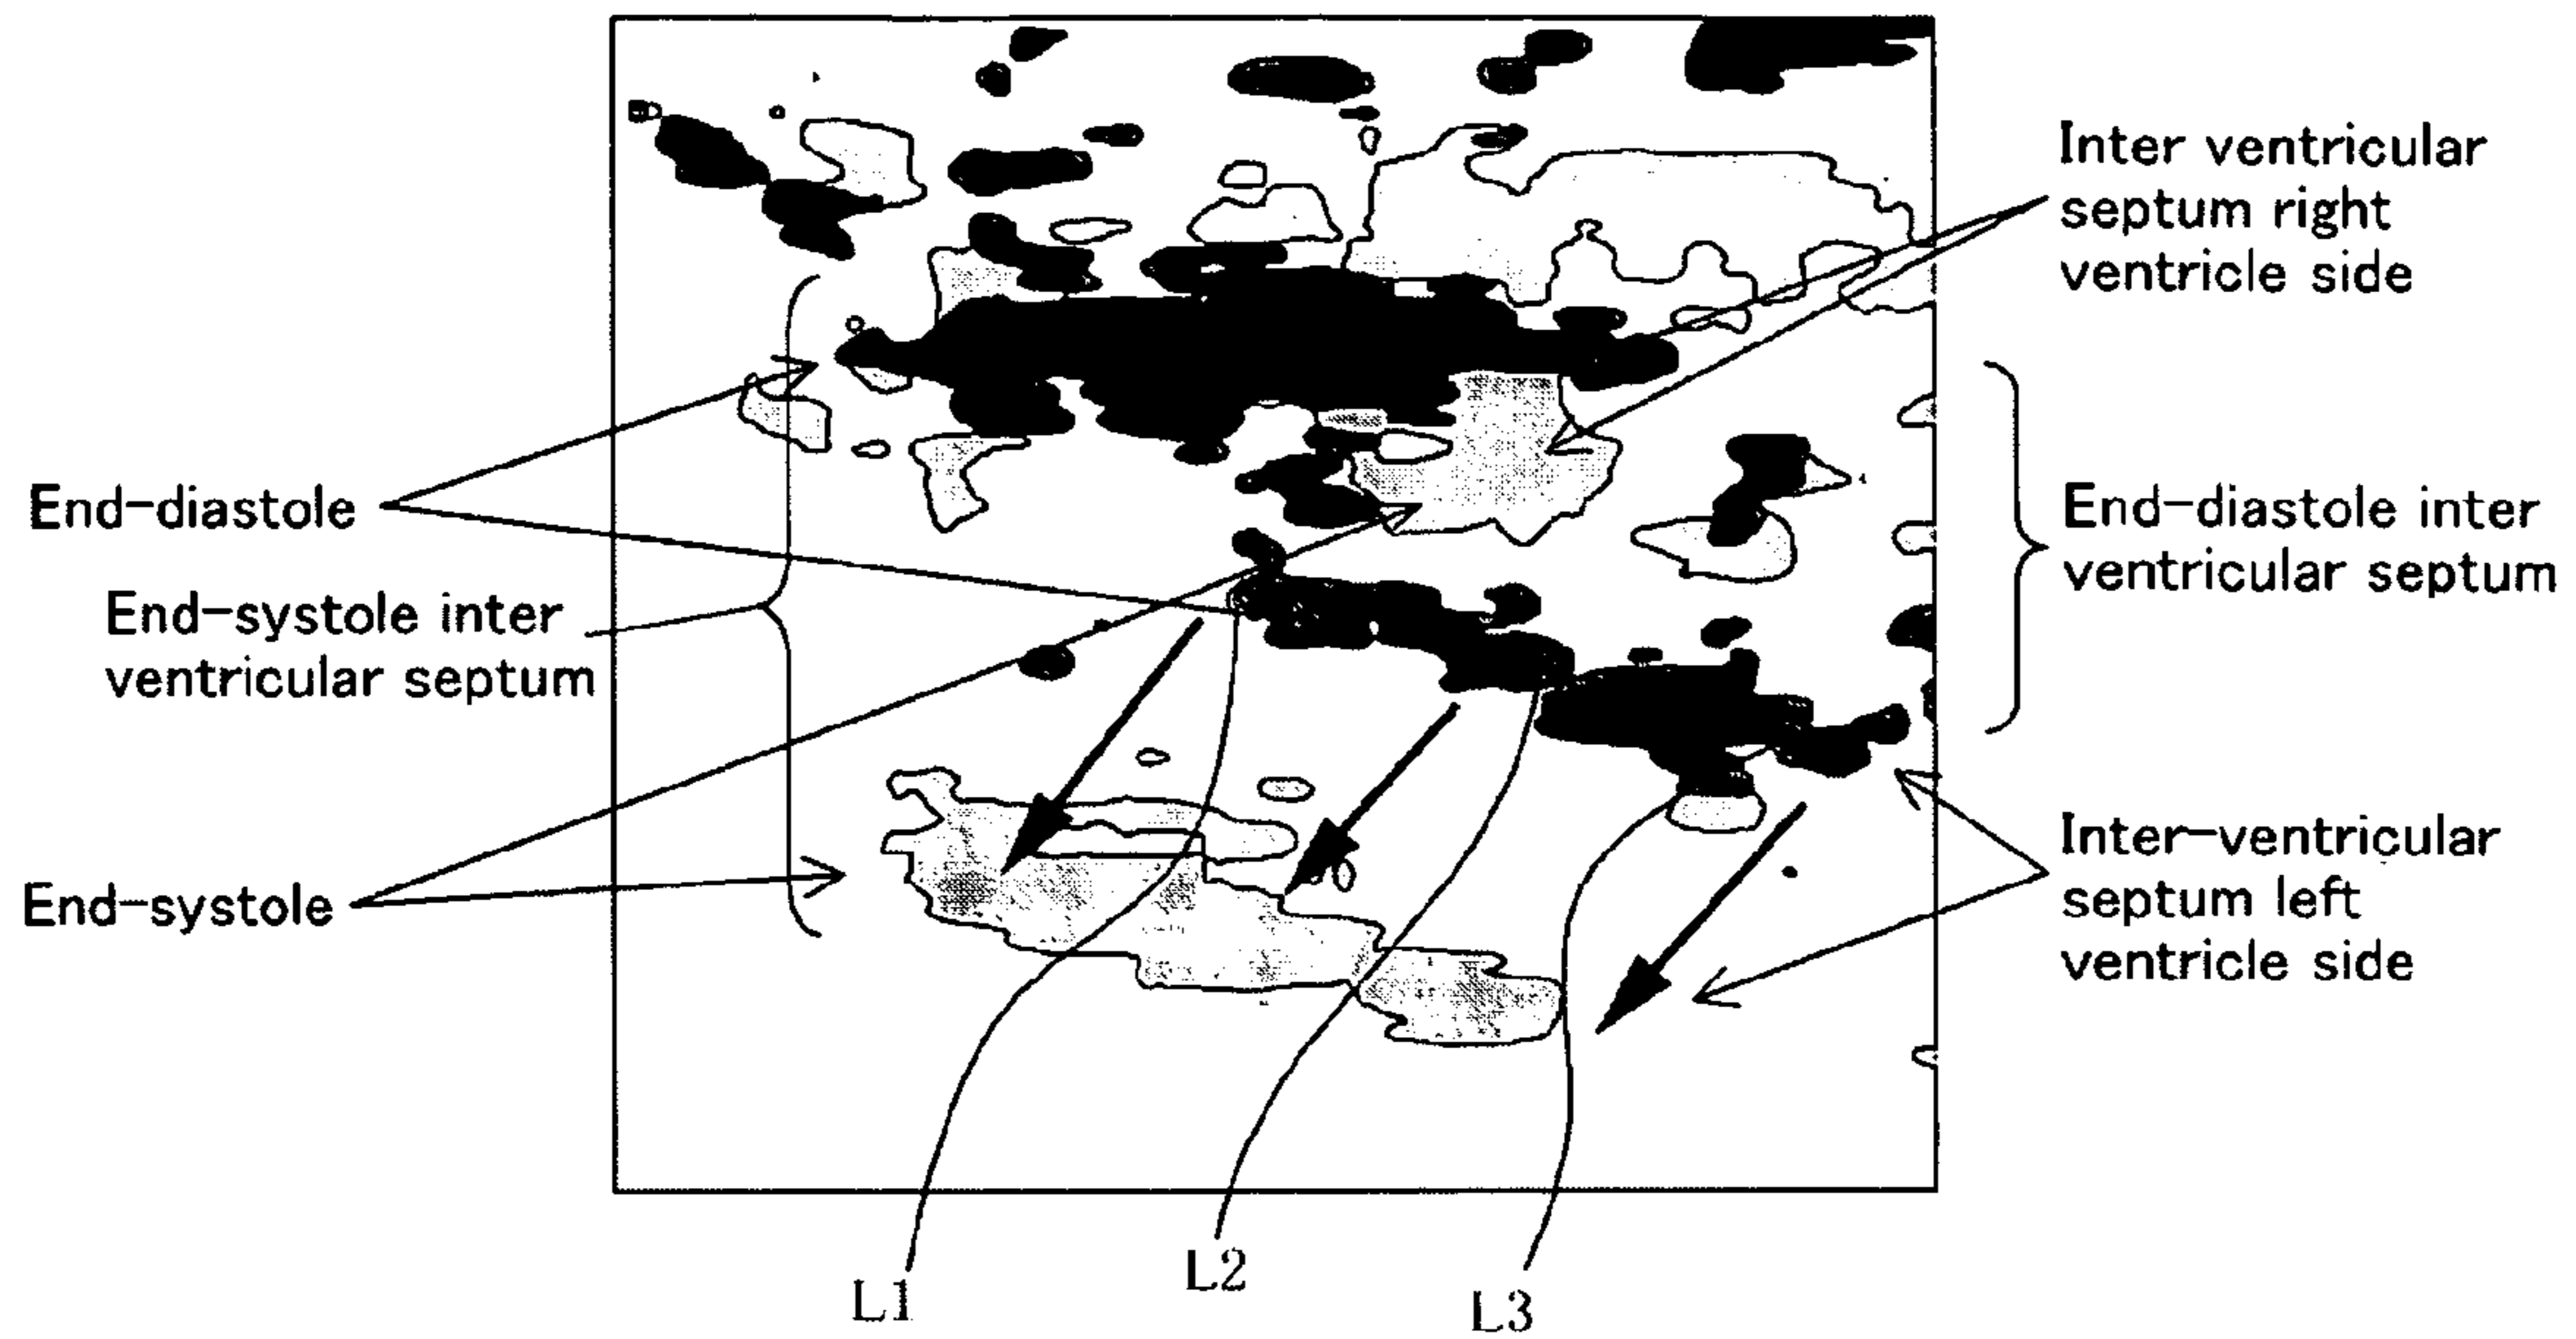 Inter ventricular
septum right
ventricle side
End-diastole
End-diastole inter
ventricular septum
End-systole inter
ventricular septum
Inter-ventricular
septum left
ventricle side
End-systole
L1
L2
L3